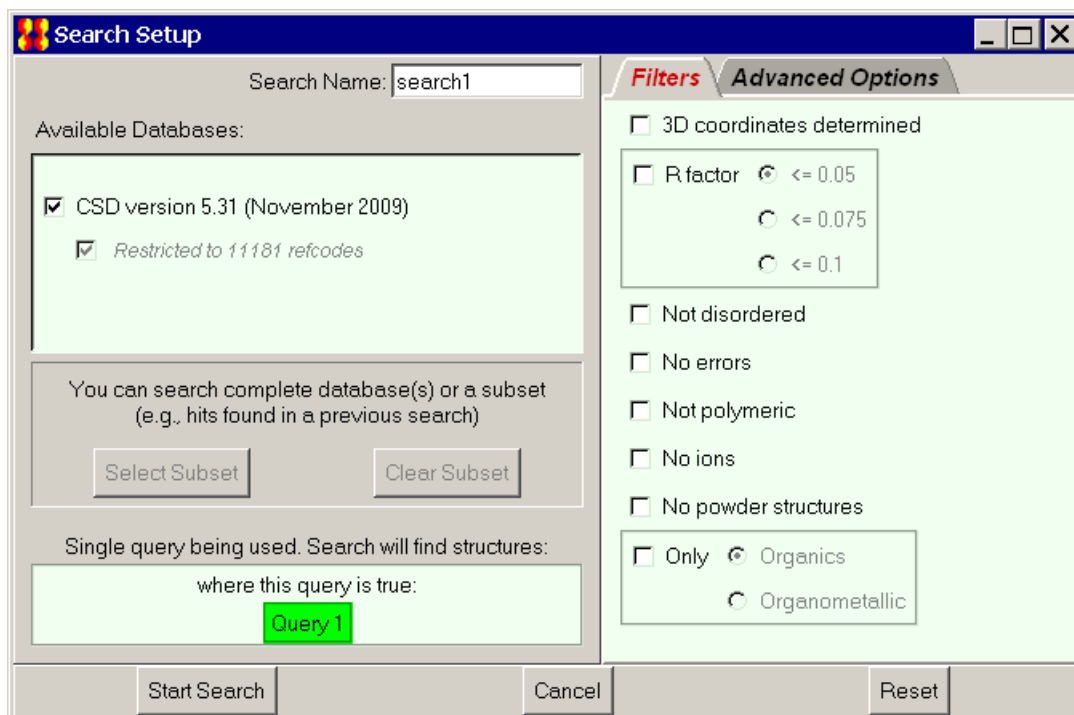 Search Setup
Search Name: search1
Available Databases:
CSD version 5.31 (November 2009)
Restricted to 11181 refcodes
You can search complete database(s) or a subset
(e.g., hits found in a previous search)
Select Subset
Clear Subset
Single query being used. Search will find structures:
where this query is true:
Query 1
Filters
Advanced Options
3D coordinates determined
R factor <= 0.05
<= 0.075
<= 0.1
Not disordered
No errors
Not polymeric
No ions
No powder structures
Only Organics
Organometallic
Start Search
Cancel
Reset